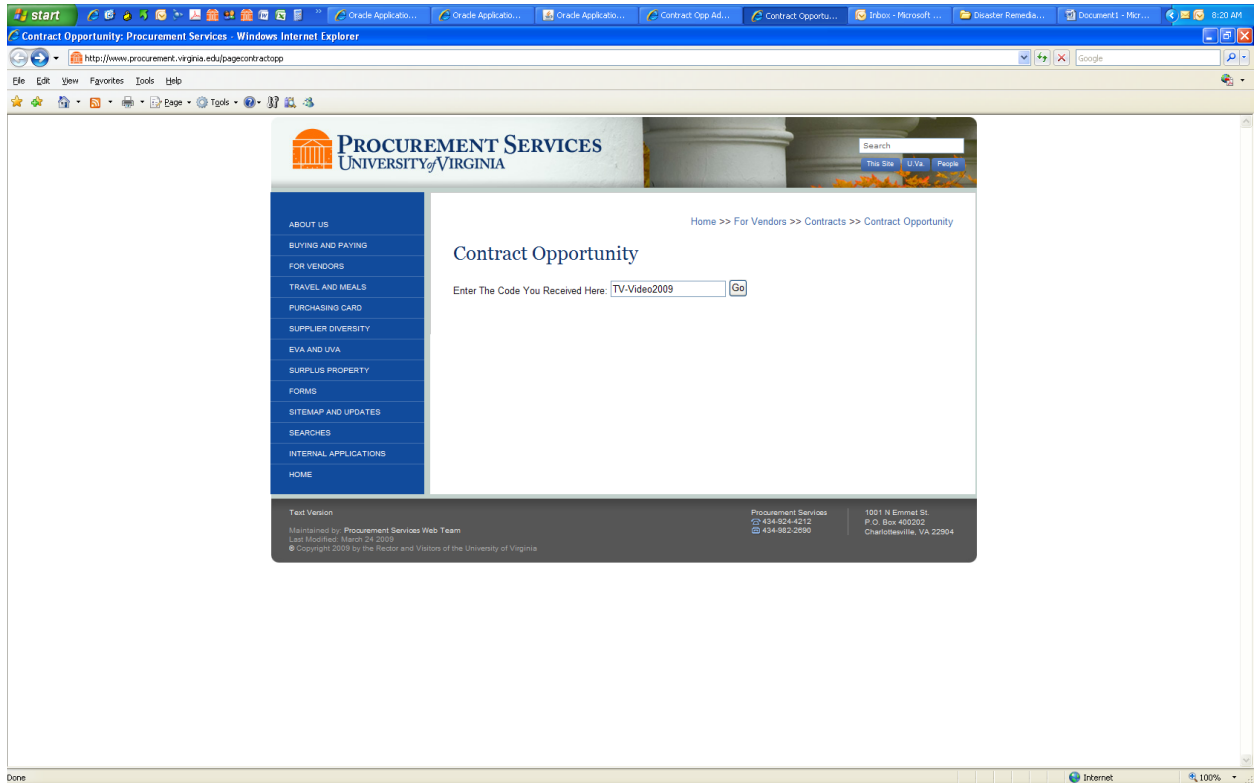 start
Oracle Applicatio...
Oracle Applicatio...
Oracle Applicatio...
Contract Opp Ad...
Contract Opportu...
Inbox - Microsoft ...
Disaster Remedia...
Document1 - Micr...
8:20 AM
Contract Opportunity: Procurement Services - Windows Internet Explorer
http://www.procurement.virginia.edu/pagecontractopp
Google
File Edit View Favorites Tools Help
Page Tools
PROCUREMENT SERVICES
UNIVERSITY of VIRGINIA
Search
This Site U.Va. People
ABOUT US
BUYING AND PAYING
FOR VENDORS
TRAVEL AND MEALS
PURCHASING CARD
SUPPLIER DIVERSITY
EVA AND UVA
SURPLUS PROPERTY
FORMS
SITEMAP AND UPDATES
SEARCHES
INTERNAL APPLICATIONS
HOME
Home >> For Vendors >> Contracts >> Contract Opportunity
Contract Opportunity
Enter The Code You Received Here: TV-Video2009 Go
Text Version
Maintained by: Procurement Services Web Team
Last Modified: March 24 2009
© Copyright 2009 by the Rector and Visitors of the University of Virginia
Procurement Services
434-924-4212
434-982-2690
1001 N Emmet St.
P.O. Box 400202
Charlottesville, VA 22904
Done
Internet
100%